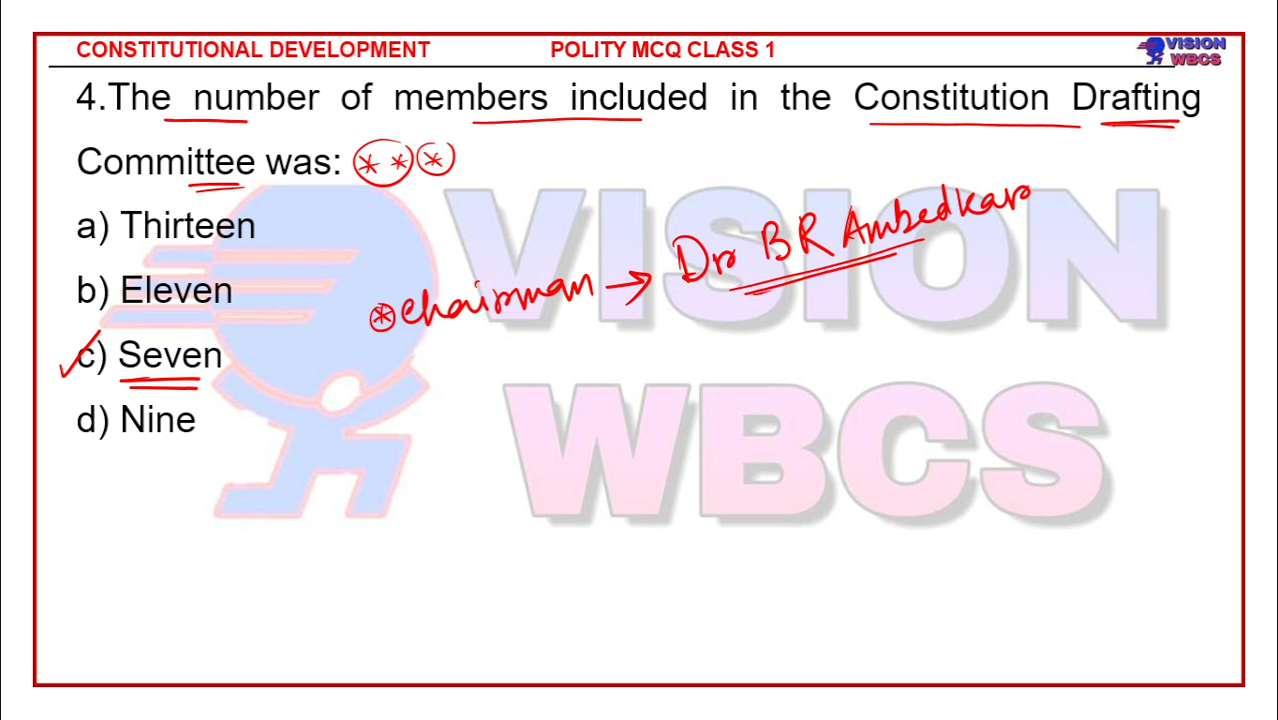 CONSTITUTIONAL DEVELOPMENT POLITY MCQ CLASS 1 VISION WBCS
4.The number of members included in the Constitution Drafting
Committee was:
a) Thirteen
b) Eleven
c) Seven
d) Nine
Chairman → Dr B R Ambedkar
VISION
WBCS